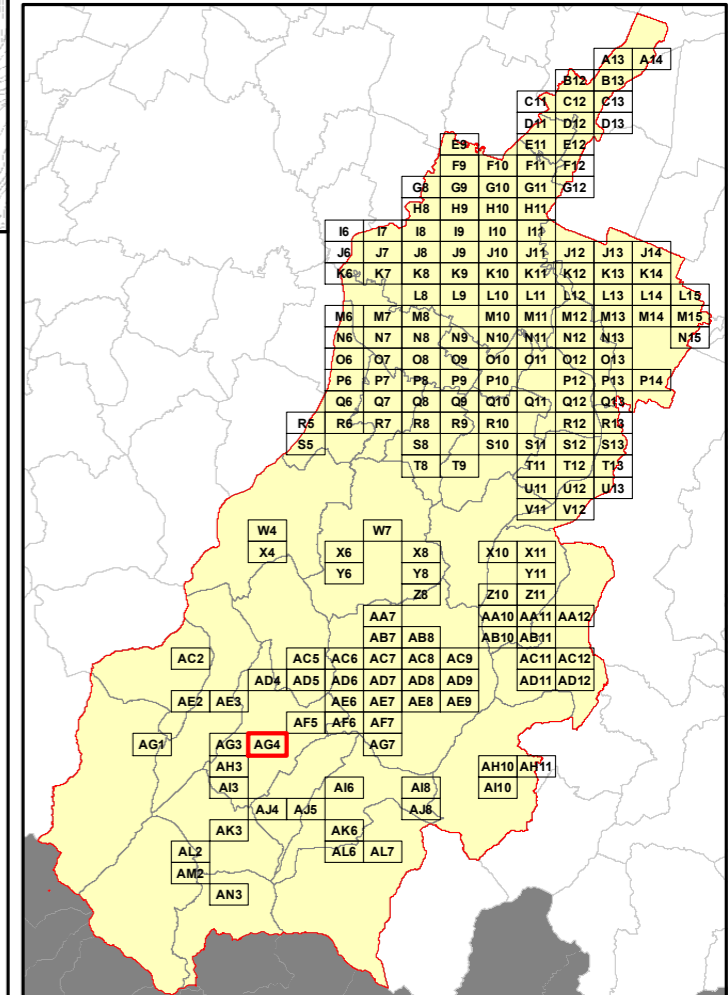 A13 A14
B12 B13
C11 C12 C13
D11 D12 D13
E9 E11 E12
F9 F10 F11 F12
G8 G9 G10 G11 G12
H8 H9 H10 H11
I6 I7 I8 I9 I10 I11
J6 J7 J8 J9 J10 J11 J12 J13 J14
K6 K7 K8 K9 K10 K11 K12 K13 K14
L8 L9 L10 L11 L12 L13 L14 L15
M6 M7 M8 M10 M11 M12 M13 M14 M15
N6 N7 N8 N9 N10 N11 N12 N13 N15
O6 O7 O8 O9 O10 O11 O12 O13
P6 P7 P8 P9 P10 P12 P13 P14
Q6 Q7 Q8 Q9 Q10 Q11 Q12 Q13
R5 R6 R7 R8 R9 R10 R12 R13
S5 S8 S10 S11 S12 S13
T8 T9 T11 T12 T13
U11 U12 U13
V11 V12
W4 W7
X4 X6 X8 X10 X11
Y6 Y8 Y11
Z8 Z10 Z11
AA7 AA10 AA11 AA12
AB7 AB8 AB10 AB11
AC2 AC5 AC6 AC7 AC8 AC9 AC11 AC12
AD4 AD5 AD6 AD7 AD8 AD9 AD11 AD12
AE2 AE3 AE6 AE7 AE8 AE9
AF5 AF6 AF7
AG1 AG3 AG4 AG7
AH3 AH10 AH11
AI3 AI6 AI8 AI10
AJ4 AJ5 AJ8
AK3 AK6
AL2 AL6 AL7
AM2
AN3